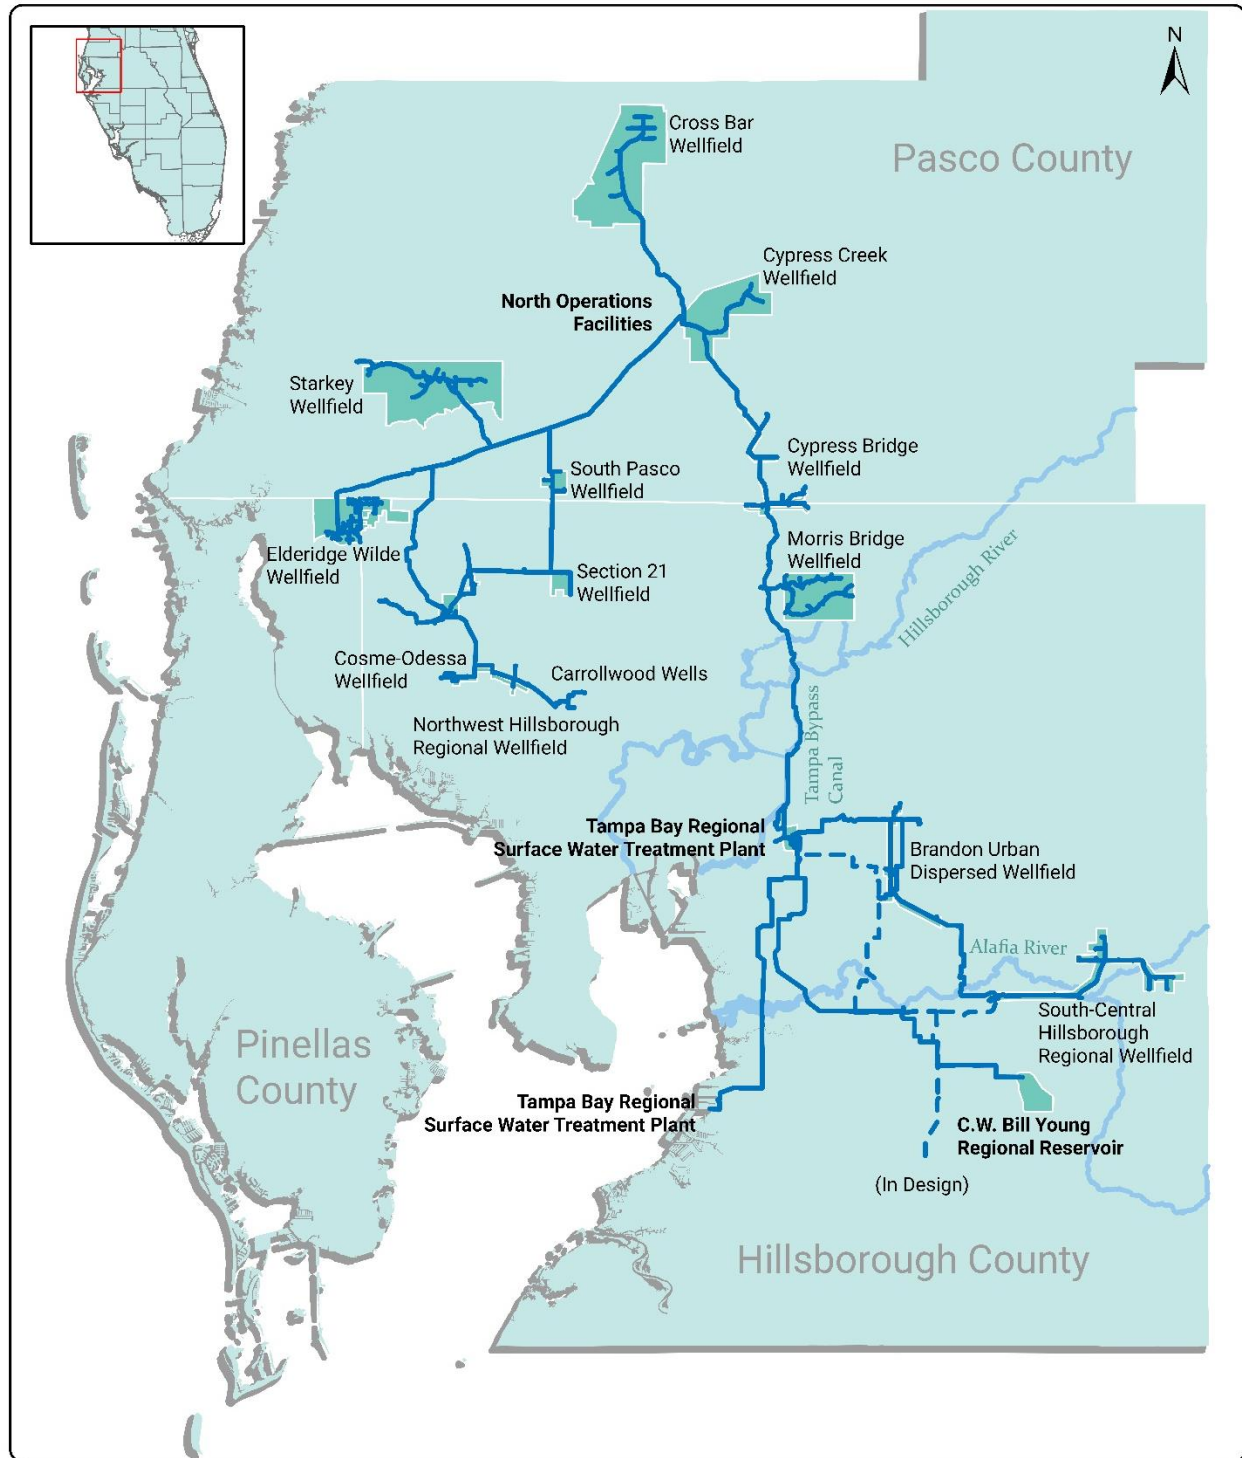 N
Cross Bar
Wellfield
Pasco County
Cypress Creek
Wellfield
North Operations
Facilities
Starkey
Wellfield
Cypress Bridge
Wellfield
South Pasco
Wellfield
Hillsborough River
Morris Bridge
Wellfield
Elderidge Wilde
Wellfield
Section 21
Wellfield
Cosme-Odessa
Wellfield
Carrollwood Wells
Northwest Hillsborough
Regional Wellfield
Tampa Bypass
Canal
Tampa Bay Regional
Surface Water Treatment Plant
Brandon Urban
Dispersed Wellfield
Alafia River
South-Central
Hillsborough
Regional Wellfield
Pinellas
County
Tampa Bay Regional
Surface Water Treatment Plant
C.W. Bill Young
Regional Reservoir
(In Design)
Hillsborough County